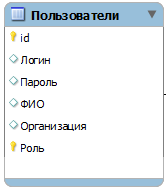 Пользователи
id
Логин
Пароль
ФИО
Организация
Роль